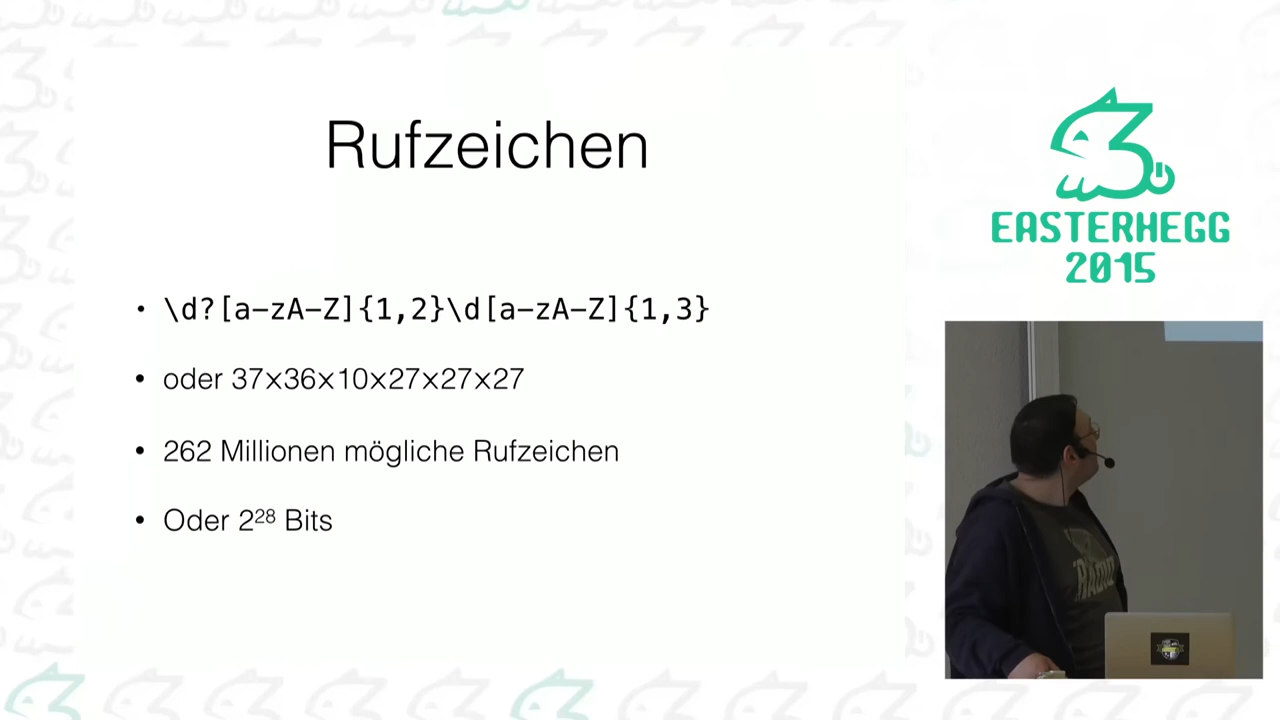 Rufzeichen
• \d?[a-zA-Z]{1,2}\d[a-zA-Z]{1,3}
• oder 37×36×10×27×27×27
• 262 Millionen mögliche Rufzeichen
• Oder 2²⁸ Bits
EASTERHEGG
2015
RADIO